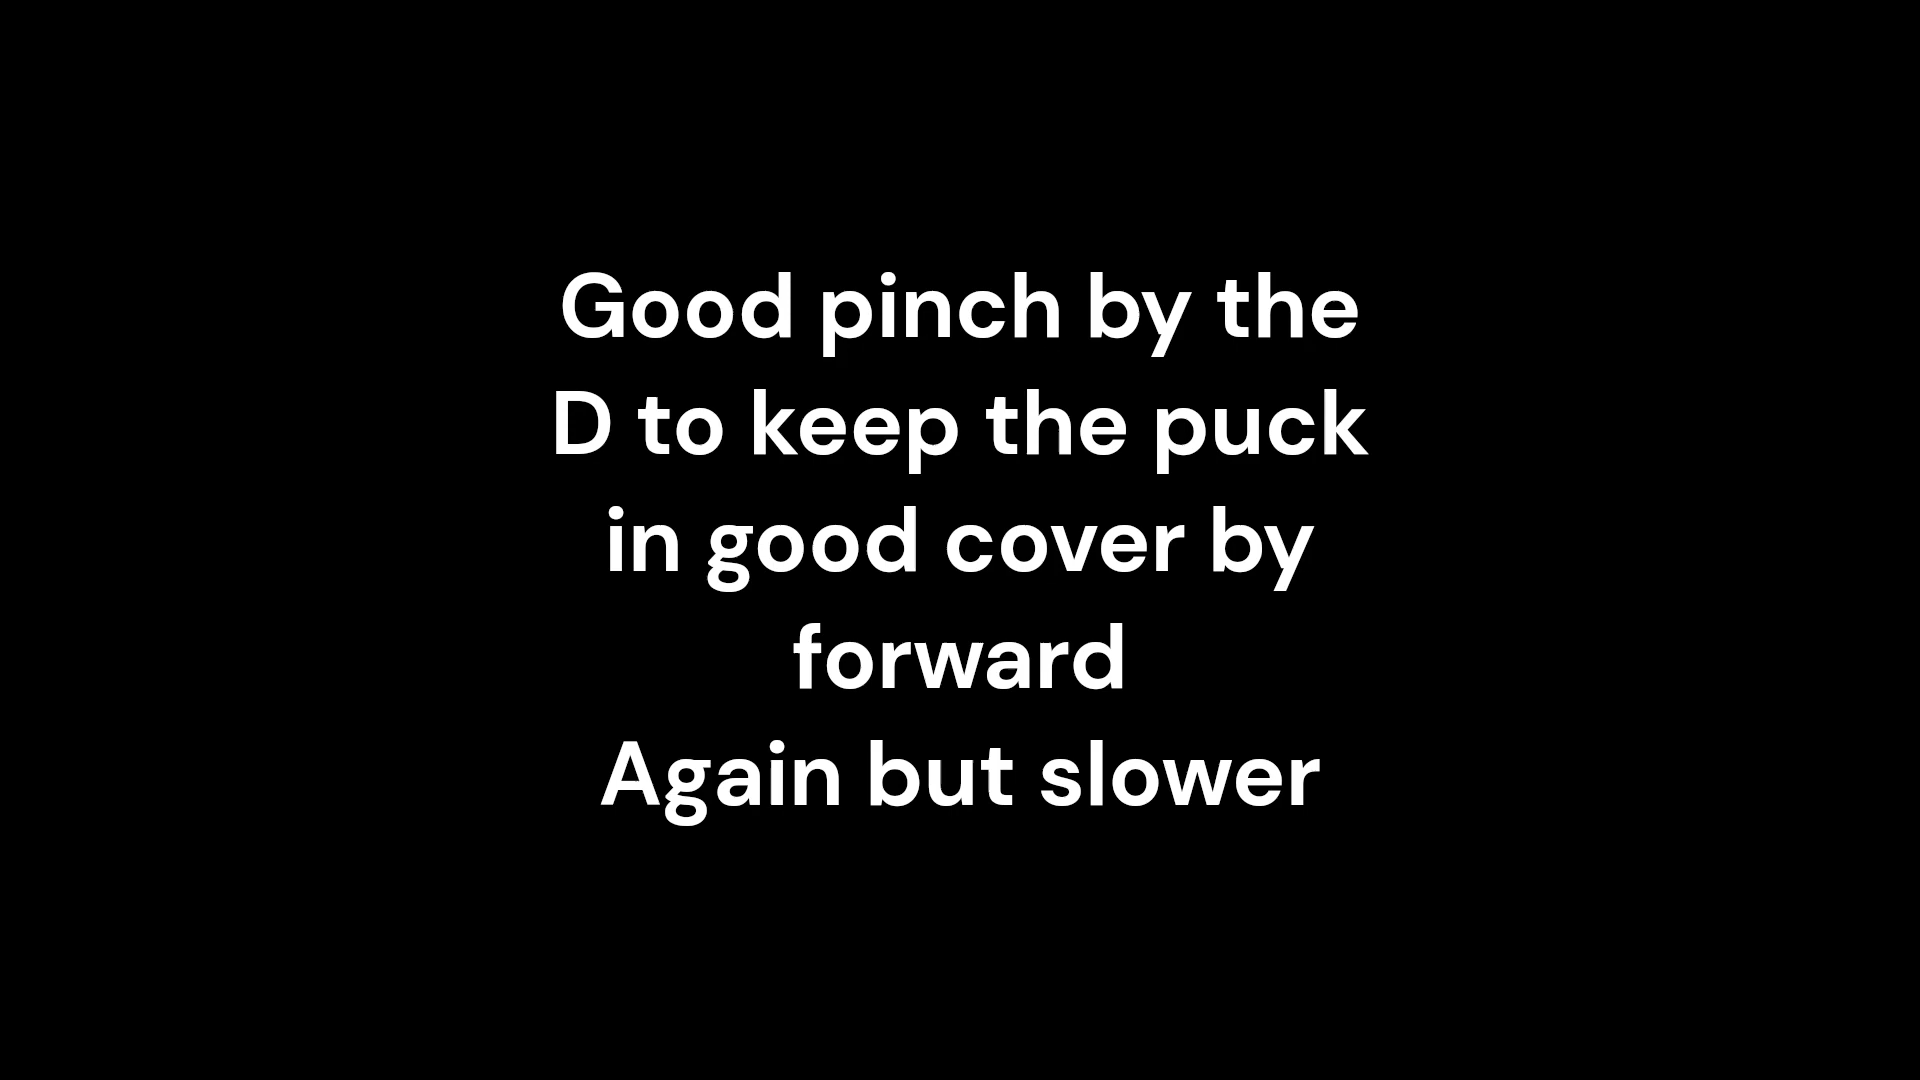 Good pinch by the
D to keep the puck
in good cover by
forward
Again but slower